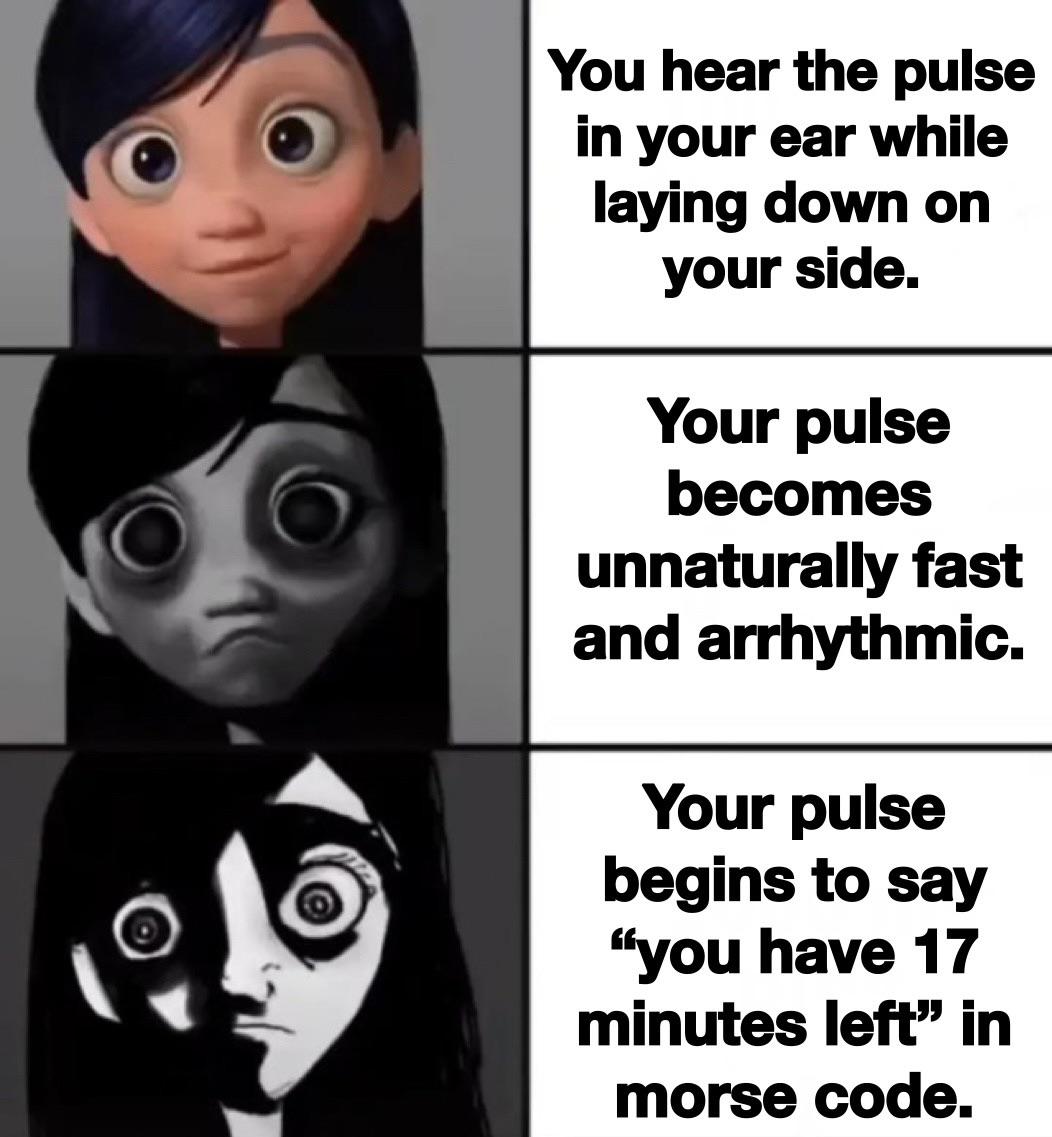 You hear the pulse
in your ear while
laying down on
your side.
Your pulse
becomes
unnaturally fast
and arrhythmic.
Your pulse
begins to say
“you have 17
minutes left” in
morse code.